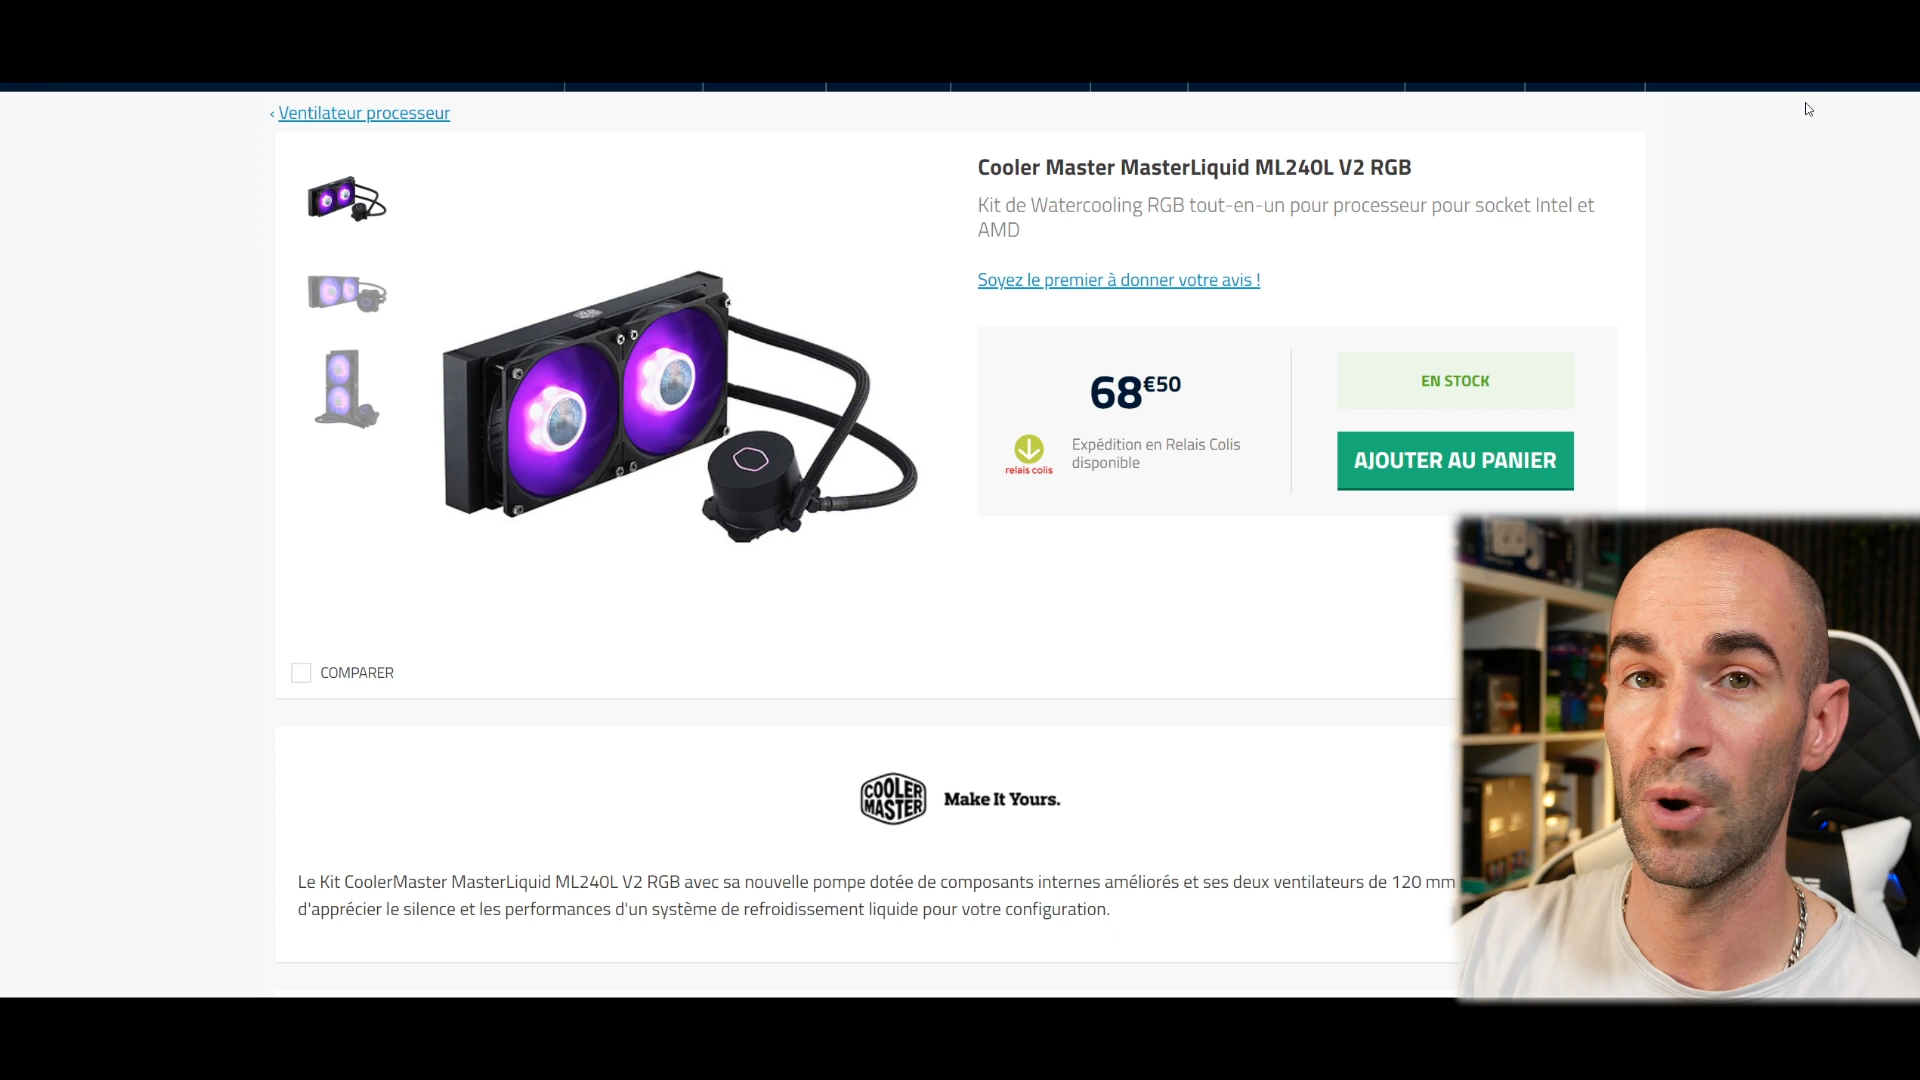 ‹ Ventilateur processeur
Cooler Master MasterLiquid ML240L V2 RGB
Kit de Watercooling RGB tout-en-un pour processeur pour socket Intel et
AMD
Soyez le premier à donner votre avis !
68€50
EN STOCK
relais colis
Expédition en Relais Colis
disponible
AJOUTER AU PANIER
COMPARER
COOLER
MASTER
Make It Yours.
Le Kit CoolerMaster MasterLiquid ML240L V2 RGB avec sa nouvelle pompe dotée de composants internes améliorés et ses deux ventilateurs de 120 mm
d'apprécier le silence et les performances d'un système de refroidissement liquide pour votre configuration.